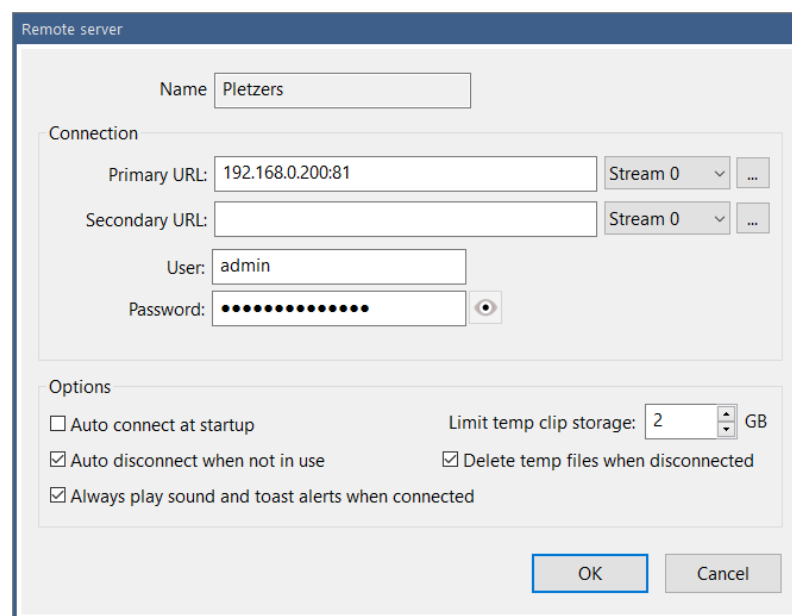 Remote server
Name Pletzers
Connection
Primary URL: 192.168.0.200:81 Stream 0 ...
Secondary URL: Stream 0 ...
User: admin
Password: ●●●●●●●●●●●●●●
Options
Auto connect at startup Limit temp clip storage: 2 GB
Auto disconnect when not in use Delete temp files when disconnected
Always play sound and toast alerts when connected
OK Cancel